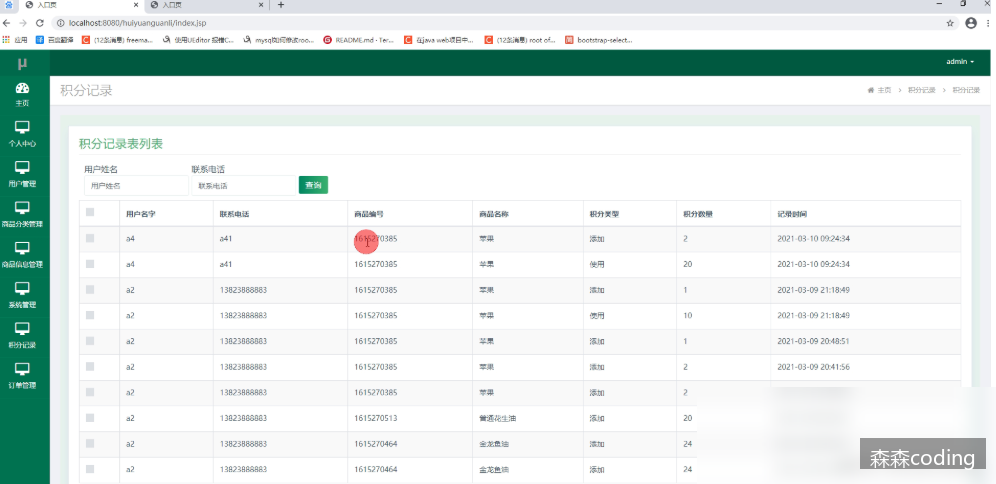 入口页 入口页
localhost:8080/huiyuanguanli/index.jsp
应用 百度翻译 (12条消息) freema... 使用UEditor 报错C... mysql如何修改roo... README.md · Ter... 在java web项目中... (12条消息) root of... bootstrap-select...
μ admin
主页
个人中心
用户管理
商品分类管理
商品信息管理
系统管理
积分记录
订单管理
积分记录 主页 > 积分记录 > 积分记录
积分记录表列表
用户姓名 联系电话
用户姓名 联系电话 查询
用户名字 联系电话 商品编号 商品名称 积分类型 积分数量 记录时间
a4 a41 1615270385 苹果 添加 2 2021-03-10 09:24:34
a4 a41 1615270385 苹果 使用 20 2021-03-10 09:24:34
a2 13823888883 1615270385 苹果 添加 1 2021-03-09 21:18:49
a2 13823888883 1615270385 苹果 使用 10 2021-03-09 21:18:49
a2 13823888883 1615270385 苹果 添加 1 2021-03-09 20:48:51
a2 13823888883 1615270385 苹果 添加 2 2021-03-09 20:41:56
a2 13823888883 1615270385 苹果 添加 2
a2 13823888883 1615270513 普通花生油 添加 20
a2 13823888883 1615270464 金龙鱼油 添加 24
a2 13823888883 1615270464 金龙鱼油 添加 24
森森coding